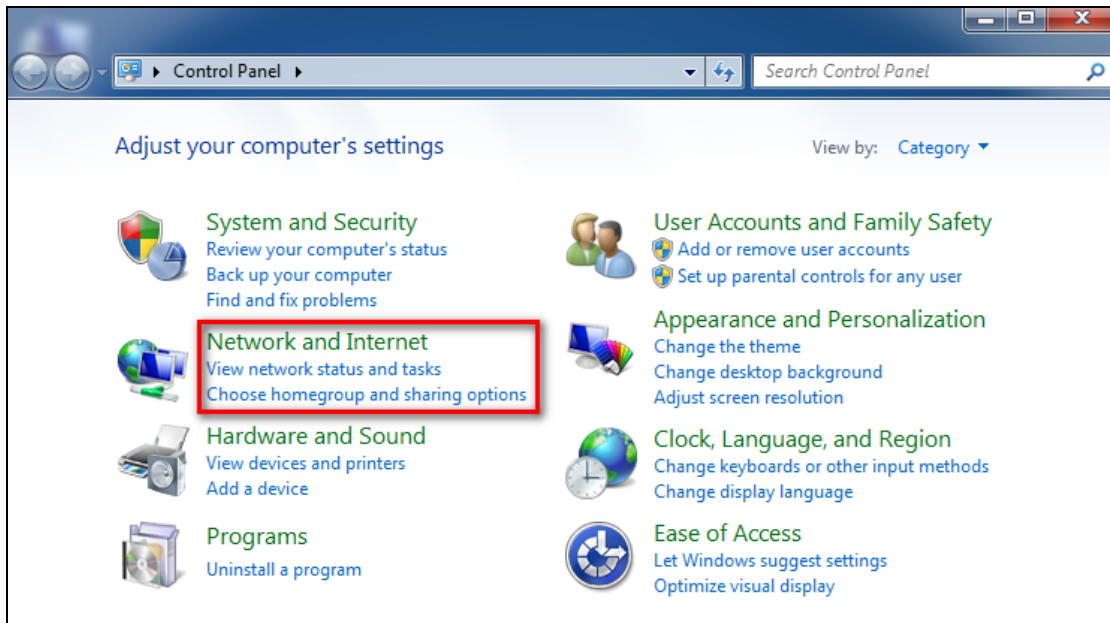 Control Panel
Search Control Panel
Adjust your computer's settings
View by: Category
System and Security
Review your computer's status
Back up your computer
Find and fix problems
Network and Internet
View network status and tasks
Choose homegroup and sharing options
Hardware and Sound
View devices and printers
Add a device
Programs
Uninstall a program
User Accounts and Family Safety
Add or remove user accounts
Set up parental controls for any user
Appearance and Personalization
Change the theme
Change desktop background
Adjust screen resolution
Clock, Language, and Region
Change keyboards or other input methods
Change display language
Ease of Access
Let Windows suggest settings
Optimize visual display